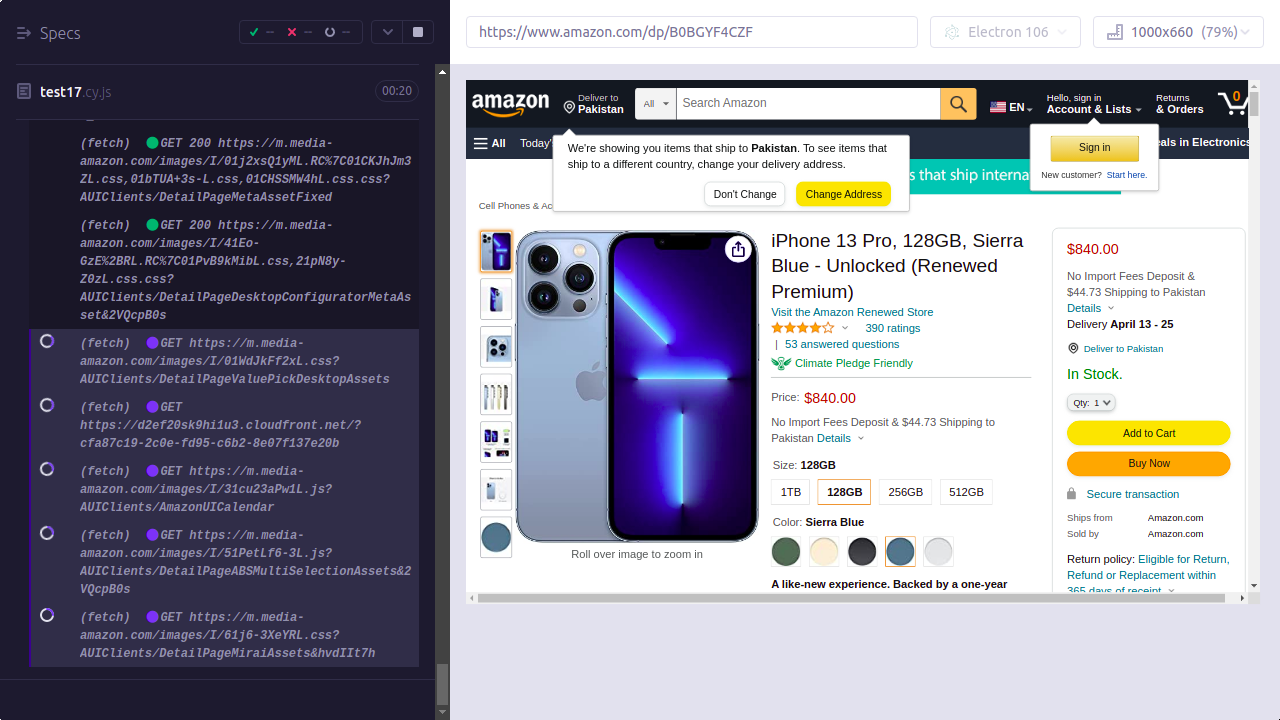 Specs
-- -- --
test17.cy.js
00:20
(fetch) GET 200 https://m.media-
amazon.com/images/I/01j2xsQ1yML.RC%7C01CKJhJm3
ZL.css,01bTUA+3s-L.css,01CHSSMW4hL.css.css?
AUIClients/DetailPageMetaAssetFixed
(fetch) GET 200 https://m.media-
amazon.com/images/I/41Eo-
GzE%2BRL.RC%7C01PvB9kMibL.css,21pN8y-
Z0zL.css.css?
AUIClients/DetailPageDesktopConfiguratorMetaAs
set&2VQcpB0s
(fetch) GET https://m.media-
amazon.com/images/I/01WdJkFf2xL.css?
AUIClients/DetailPageValuePickDesktopAssets
(fetch) GET
https://d2ef20sk9hi1u3.cloudfront.net/?
cfa87c19-2c0e-fd95-c6b2-8e07f137e20b
(fetch) GET https://m.media-
amazon.com/images/I/31cu23aPw1L.js?
AUIClients/AmazonUICalendar
(fetch) GET https://m.media-
amazon.com/images/I/51PetLf6-3L.js?
AUIClients/DetailPageABSMultiSelectionAssets&2
VQcpB0s
(fetch) GET https://m.media-
amazon.com/images/I/61j6-3XeYRL.css?
AUIClients/DetailPageMiraiAssets&hvdIIt7h
https://www.amazon.com/dp/B0BGYF4CZF
Electron 106
1000x660 (79%)
amazon
Deliver to
Pakistan
All
Search Amazon
EN
Hello, sign in
Account & Lists
Returns
& Orders
0
All
Today's
eals in Electronics
We're showing you items that ship to Pakistan. To see items that
ship to a different country, change your delivery address.
Don't Change
Change Address
Sign in
New customer? Start here.
s that ship interna
Cell Phones & Ac
iPhone 13 Pro, 128GB, Sierra
Blue - Unlocked (Renewed
Premium)
Visit the Amazon Renewed Store
390 ratings
| 53 answered questions
Climate Pledge Friendly
Price: $840.00
No Import Fees Deposit & $44.73 Shipping to
Pakistan Details
Size: 128GB
1TB
128GB
256GB
512GB
Color: Sierra Blue
A like-new experience. Backed by a one-year
Roll over image to zoom in
$840.00
No Import Fees Deposit &
$44.73 Shipping to Pakistan
Details
Delivery April 13 - 25
Deliver to Pakistan
In Stock.
Qty: 1
Add to Cart
Buy Now
Secure transaction
Ships from Amazon.com
Sold by Amazon.com
Return policy: Eligible for Return,
Refund or Replacement within
365 days of receipt